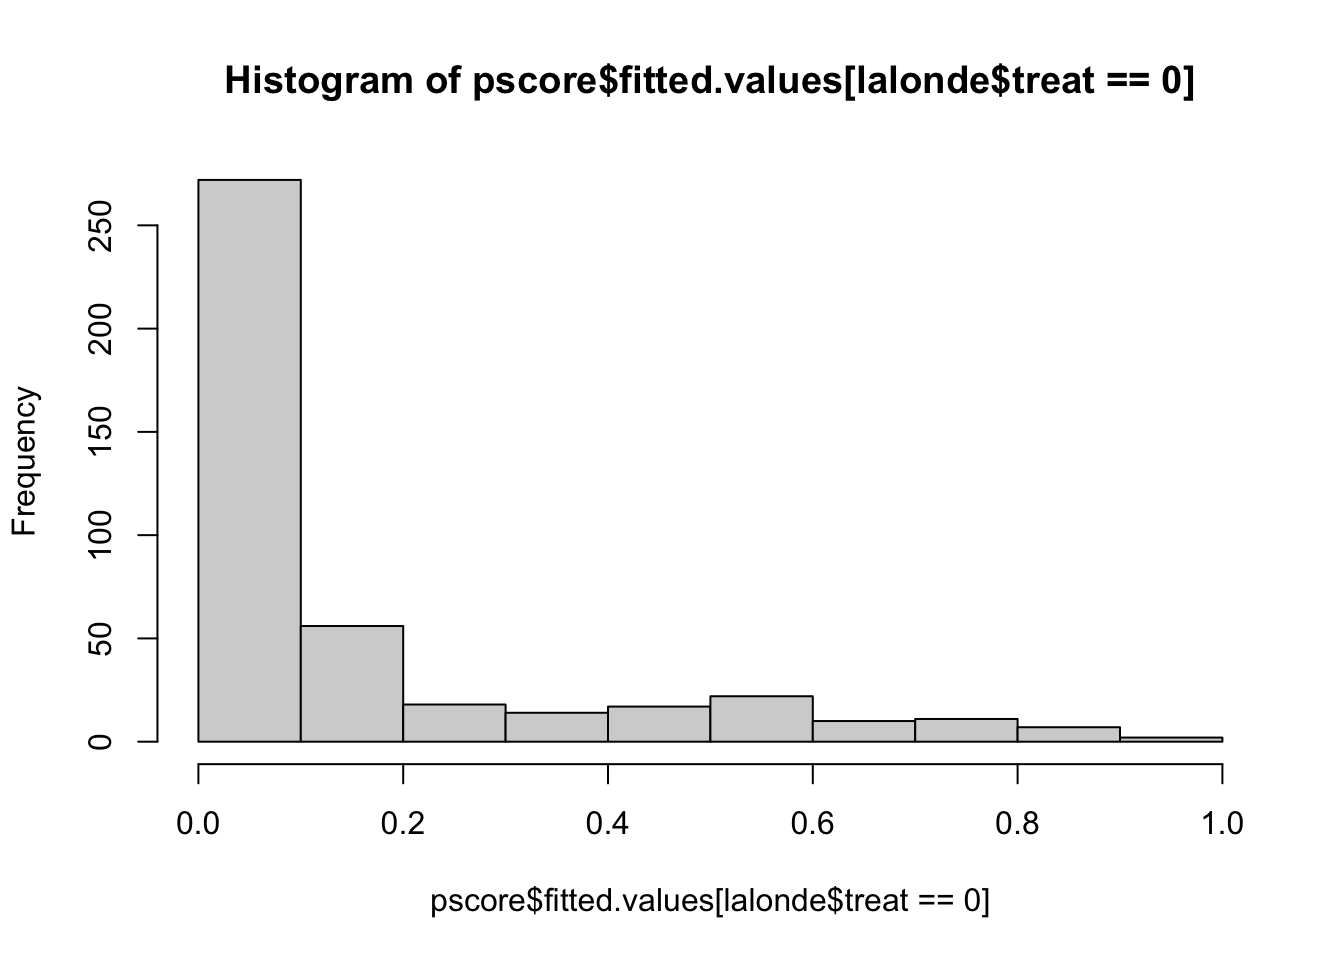 Histogram of pscore$fitted.values[lalonde$treat == 0]
Frequency
250
200
150
100
50
0
0.0 0.2 0.4 0.6 0.8 1.0
pscore$fitted.values[lalonde$treat == 0]